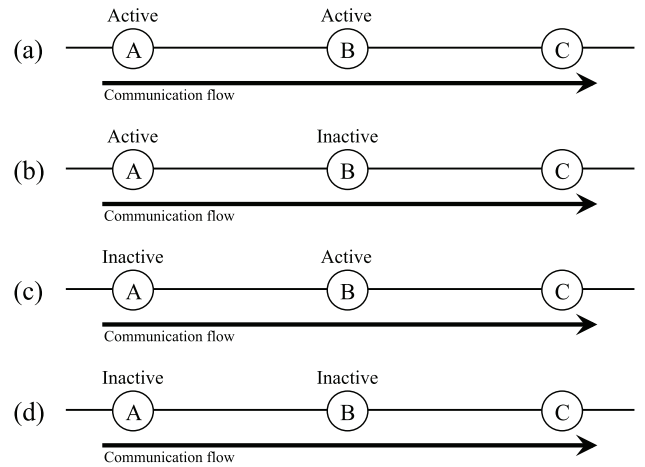 Active Active
(a) A B C
Communication flow
Active Inactive
(b) A B C
Communication flow
Inactive Active
(c) A B C
Communication flow
Inactive Inactive
(d) A B C
Communication flow